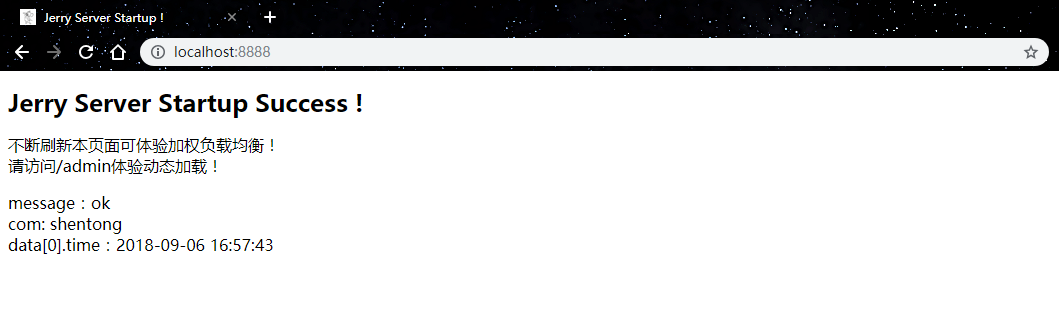 Jerry Server Startup !
localhost:8888
Jerry Server Startup Success !
不断刷新本页面可体验加权负载均衡！
请访问/admin体验动态加载！
message：ok
com: shentong
data[0].time：2018-09-06 16:57:43